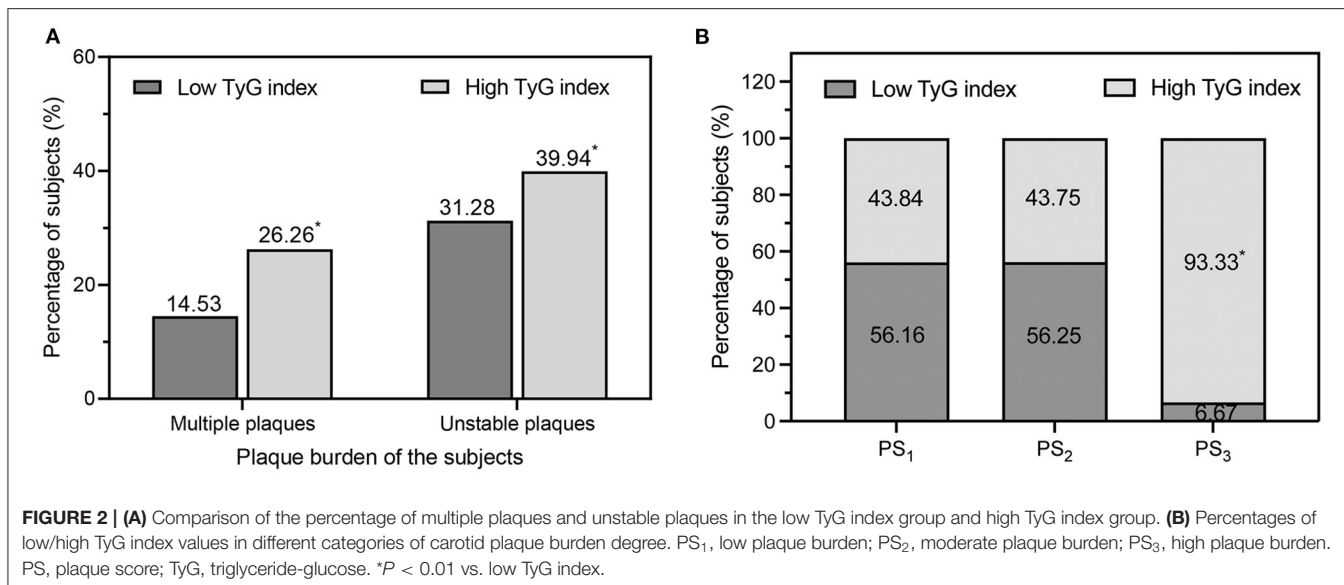 A
Percentage of subjects (%)
60
40
20
0
Low TyG index
High TyG index
14.53
26.26*
31.28
39.94*
Multiple plaques
Unstable plaques
Plaque burden of the subjects
B
Percentage of subjects (%)
120
100
80
60
40
20
0
Low TyG index
High TyG index
43.84
43.75
93.33*
56.16
56.25
6.67
PS₁
PS₂
PS₃
FIGURE 2 | (A) Comparison of the percentage of multiple plaques and unstable plaques in the low TyG index group and high TyG index group. (B) Percentages of
low/high TyG index values in different categories of carotid plaque burden degree. PS₁, low plaque burden; PS₂, moderate plaque burden; PS₃, high plaque burden.
PS, plaque score; TyG, triglyceride-glucose. *P < 0.01 vs. low TyG index.